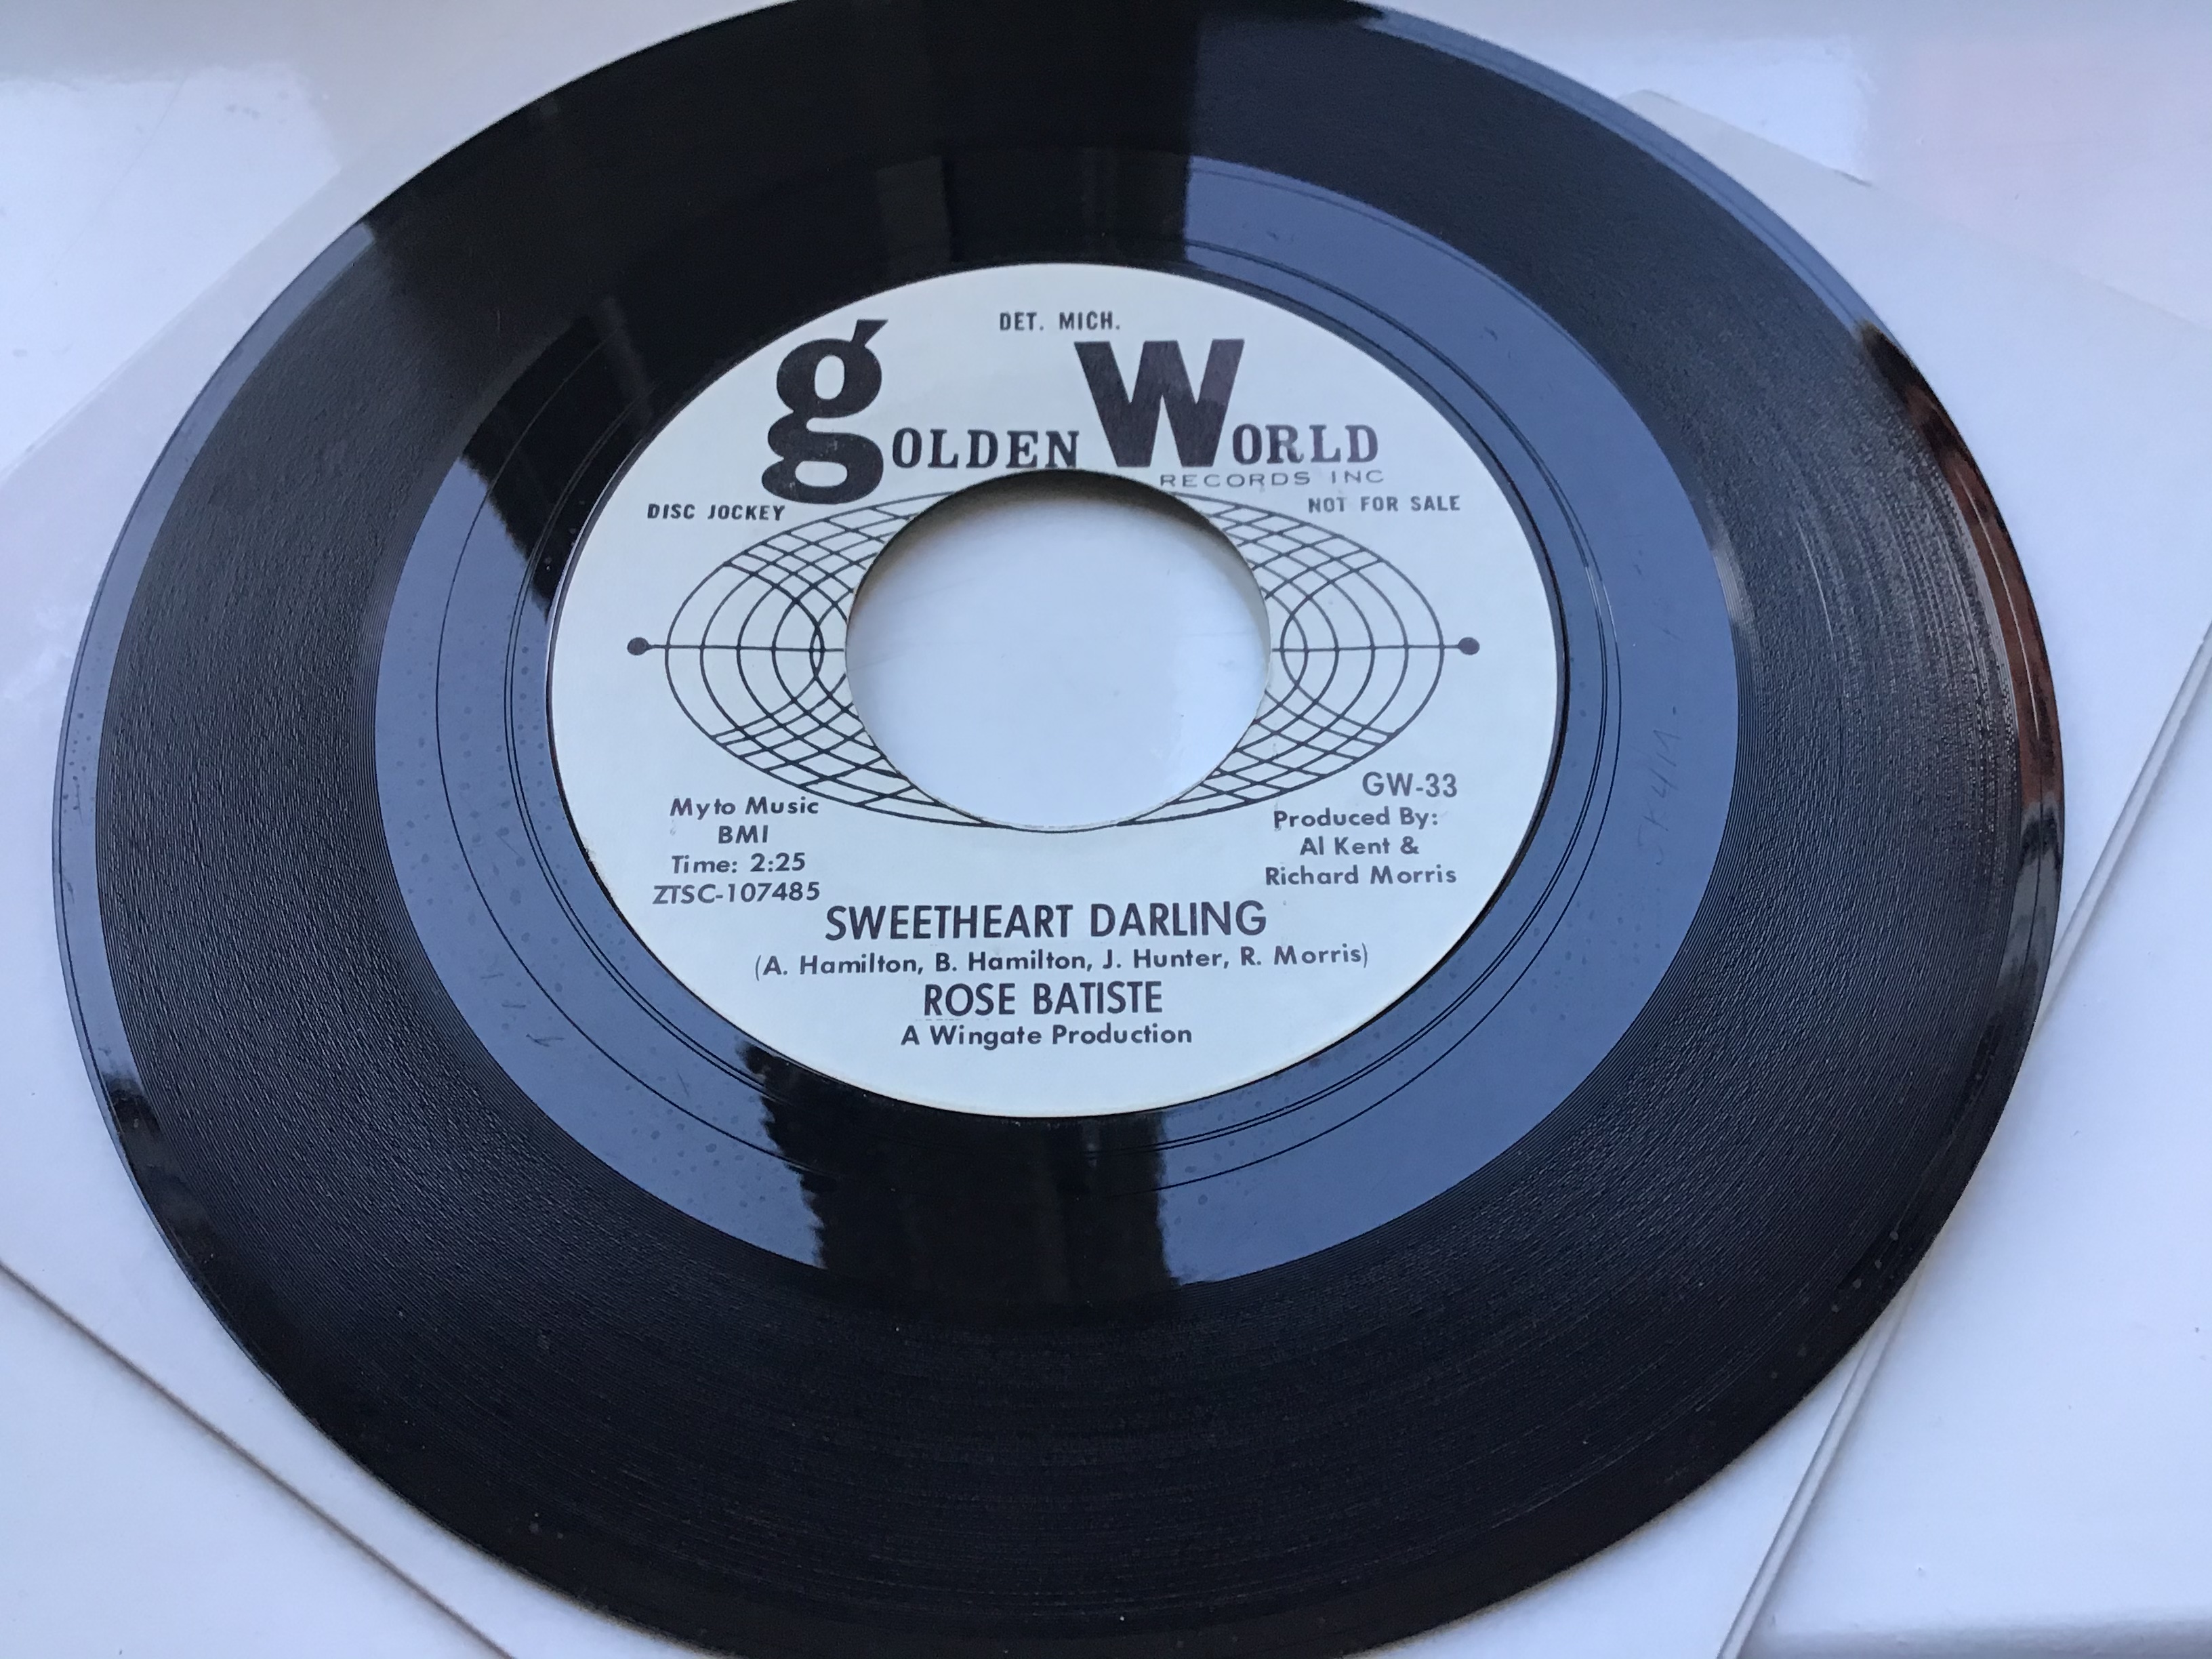 DET. MICH.
gOLDEN WORLD
RECORDS INC
DISC JOCKEY
NOT FOR SALE
Myto Music
BMI
Time: 2:25
ZTSC-107485
GW-33
Produced By:
Al Kent &
Richard Morris
SWEETHEART DARLING
(A. Hamilton, B. Hamilton, J. Hunter, R. Morris)
ROSE BATISTE
A Wingate Production